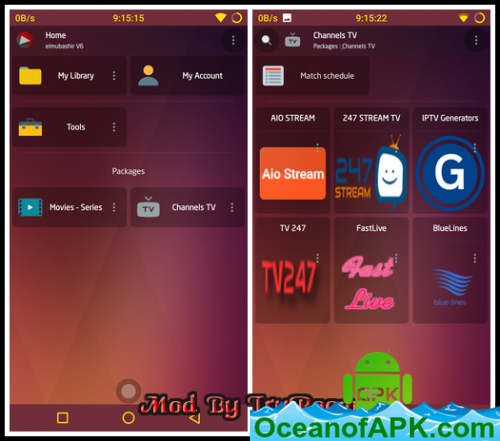 0B/s 9:15:15
Home
elmubashir V6
My Library
My Account
Tools
Packages
Movies - Series
TV
Channels TV
0B/s 9:15:22
Channels TV
TV
Packages : Channels TV
Match schedule
AIO STREAM
247 STREAM TV
IPTV Generators
Aio Stream
247
STREAM
G
TV 247
FastLive
BlueLines
TV247
Fast
Live
blue lines
Mod By
APK
OceanofAPK.com